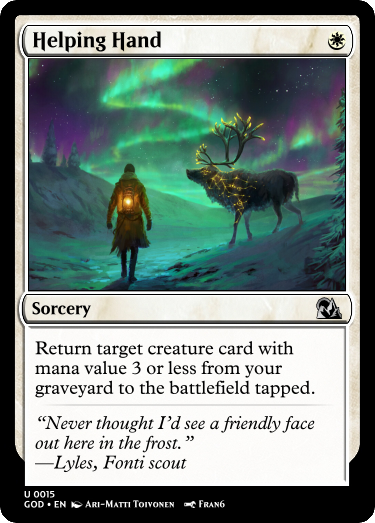 Helping Hand
Sorcery
Return target creature card with
mana value 3 or less from your
graveyard to the battlefield tapped.
“Never thought I’d see a friendly face
out here in the frost.”
—Lyles, Fonti scout
U 0015
GOD • EN Ari-Matti Toivonen Fran6